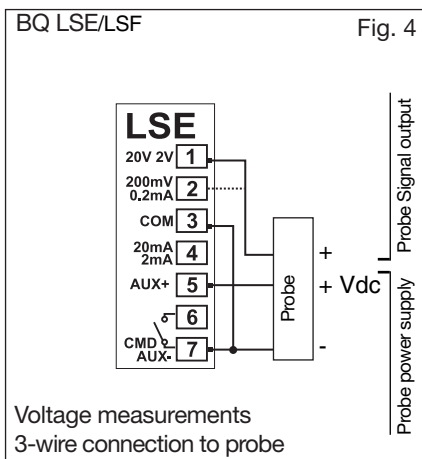 BQ LSE/LSF
Fig. 4
LSE
20V 2V 1
200mV
0.2mA 2
COM 3
20mA
2mA 4
AUX+ 5
6
CMD
AUX- 7
Probe
+
+ Vdc
-
Probe Signal output
Probe power supply
Voltage measurements
3-wire connection to probe